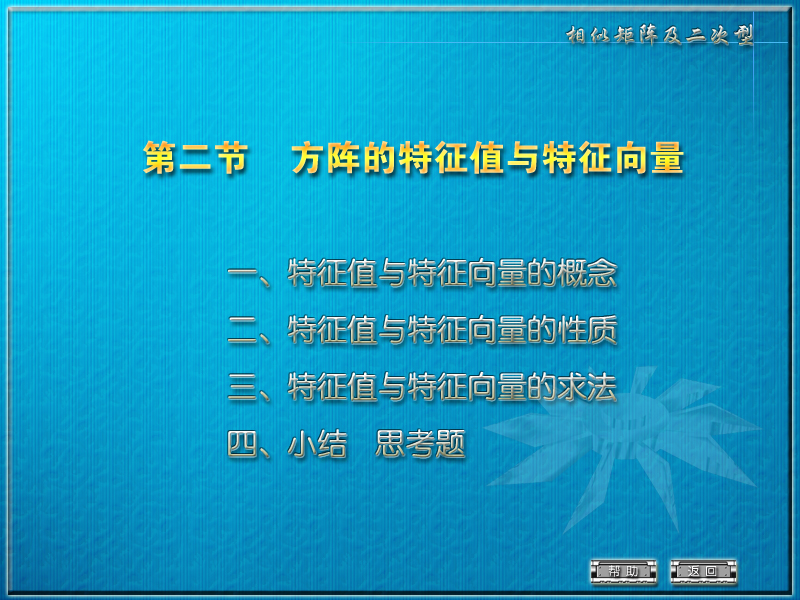 相似矩阵及二次型
第二节 方阵的特征值与特征向量
一、特征值与特征向量的概念
二、特征值与特征向量的性质
三、特征值与特征向量的求法
四、小结 思考题
帮助 返回